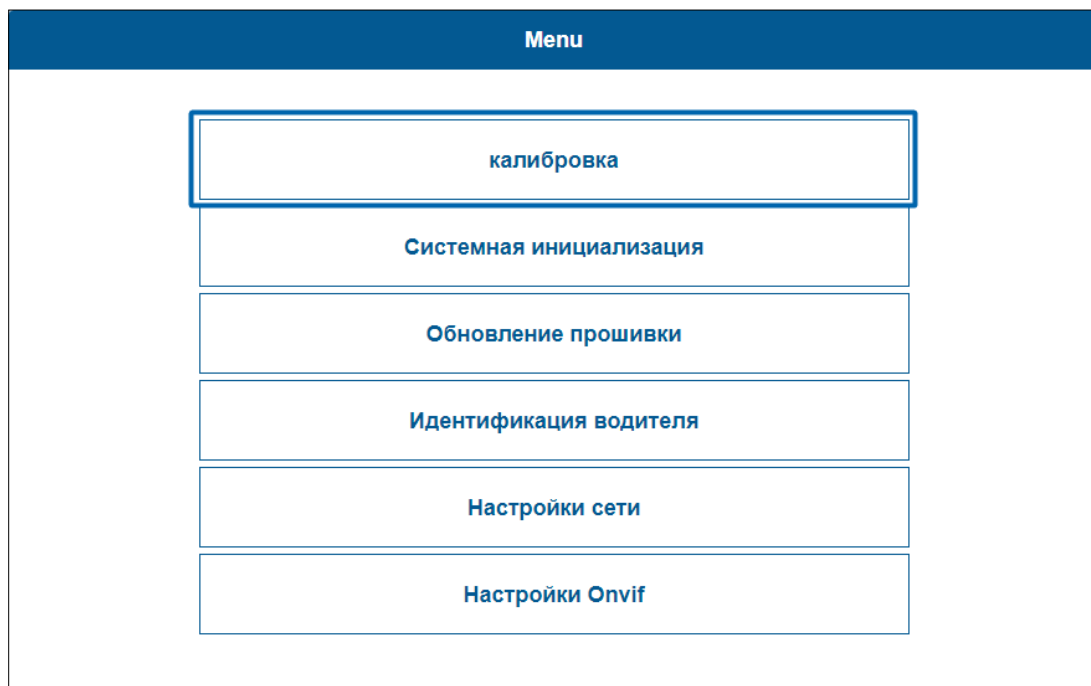 Menu
калибровка
Системная инициализация
Обновление прошивки
Идентификация водителя
Настройки сети
Настройки Onvif